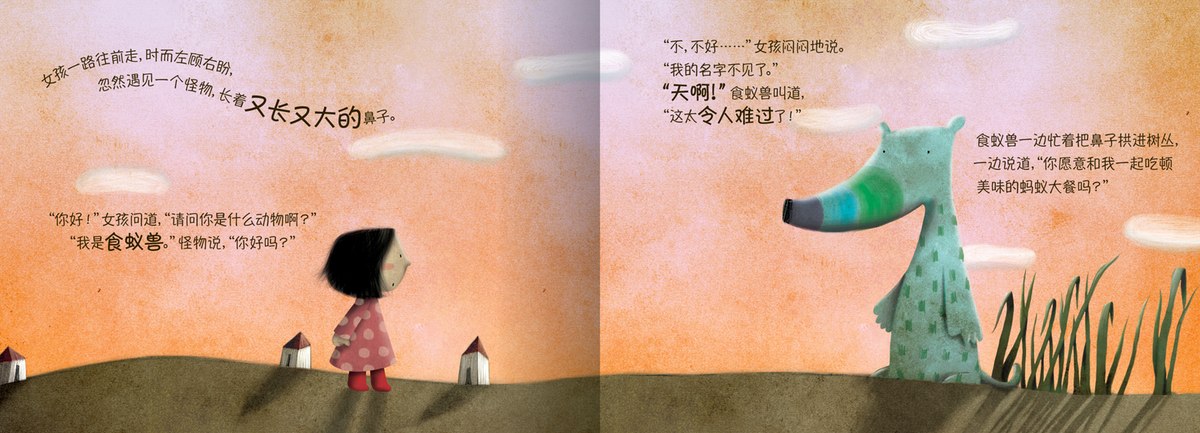 女孩一路往前走，时而左顾右盼，
忽然遇见一个怪物，长着又长又大的鼻子。
“你好！”女孩问道，“请问你是什么动物啊？”
“我是食蚁兽。”怪物说，“你好吗？”
“不，不好……”女孩闷闷地说。
“我的名字不见了。”
“天啊！”食蚁兽叫道，
“这太令人难过了！”
食蚁兽一边忙着把鼻子拱进树丛，
一边说道，“你愿意和我一起吃顿
美味的蚂蚁大餐吗？”